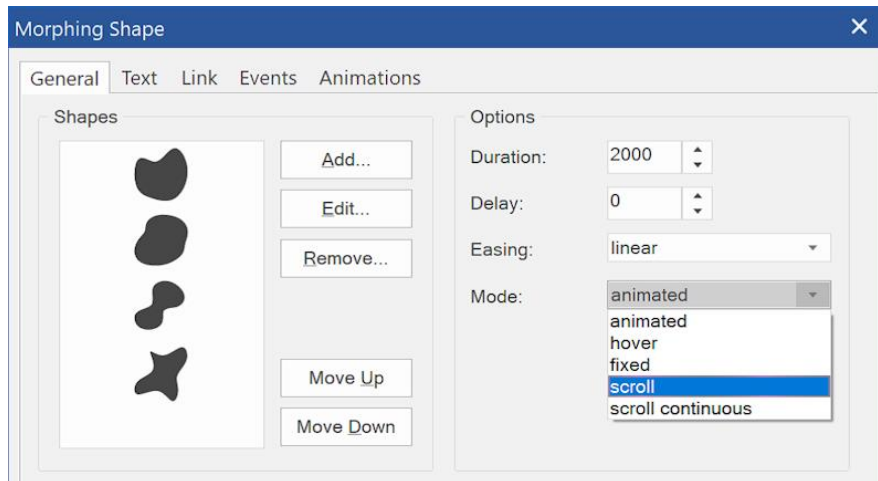 Morphing Shape
General Text Link Events Animations
Shapes
Add...
Edit...
Remove...
Move Up
Move Down
Options
Duration: 2000
Delay: 0
Easing: linear
Mode: animated
animated
hover
fixed
scroll
scroll continuous